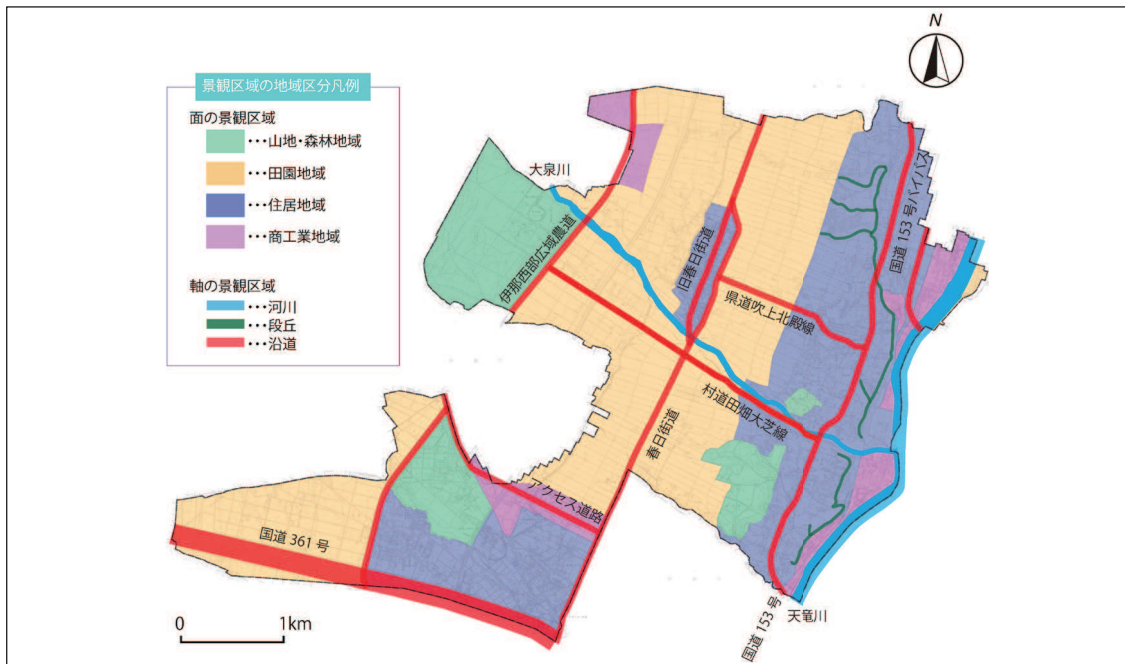 N
景観区域の地域区分凡例
面の景観区域
･･･山地・森林地域
･･･田園地域
･･･住居地域
･･･商工業地域
軸の景観区域
･･･河川
･･･段丘
･･･沿道
大泉川
伊那西部広域農道
旧春日街道
国道153号バイパス
県道吹上北殿線
村道田畑大芝線
春日街道
アクセス道路
国道361号
国道153号
天竜川
0 1km